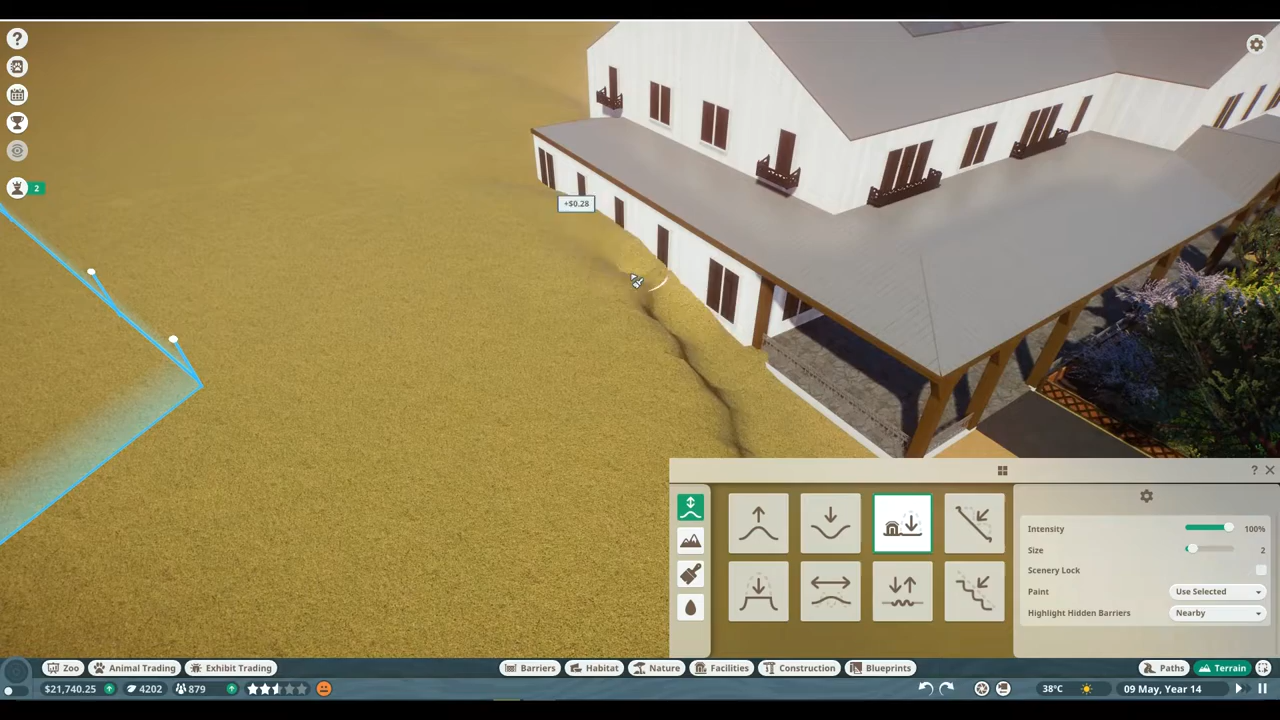 ?
2
+$0.28
?
Intensity 100%
Size 2
Scenery Lock
Paint Use Selected
Highlight Hidden Barriers Nearby
Zoo Animal Trading Exhibit Trading Barriers Habitat Nature Facilities Construction Blueprints Paths Terrain
$21,740.25 4202 879 38°C 09 May, Year 14